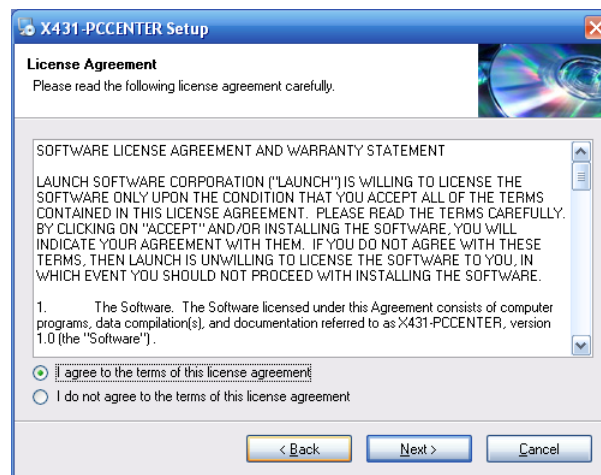 X431-PCCENTER Setup
License Agreement
Please read the following license agreement carefully.
SOFTWARE LICENSE AGREEMENT AND WARRANTY STATEMENT
LAUNCH SOFTWARE CORPORATION ("LAUNCH") IS WILLING TO LICENSE THE
SOFTWARE ONLY UPON THE CONDITION THAT YOU ACCEPT ALL OF THE TERMS
CONTAINED IN THIS LICENSE AGREEMENT.  PLEASE READ THE TERMS CAREFULLY.
BY CLICKING ON "ACCEPT" AND/OR INSTALLING THE SOFTWARE, YOU WILL
INDICATE YOUR AGREEMENT WITH THEM.  IF YOU DO NOT AGREE WITH THESE
TERMS, THEN LAUNCH IS UNWILLING TO LICENSE THE SOFTWARE TO YOU, IN
WHICH EVENT YOU SHOULD NOT PROCEED WITH INSTALLING THE SOFTWARE.
1. The Software.  The Software licensed under this Agreement consists of computer
programs, data compilation(s), and documentation referred to as X431-PCCENTER, version
1.0 (the "Software") .
I agree to the terms of this license agreement
I do not agree to the terms of this license agreement
< Back Next > Cancel